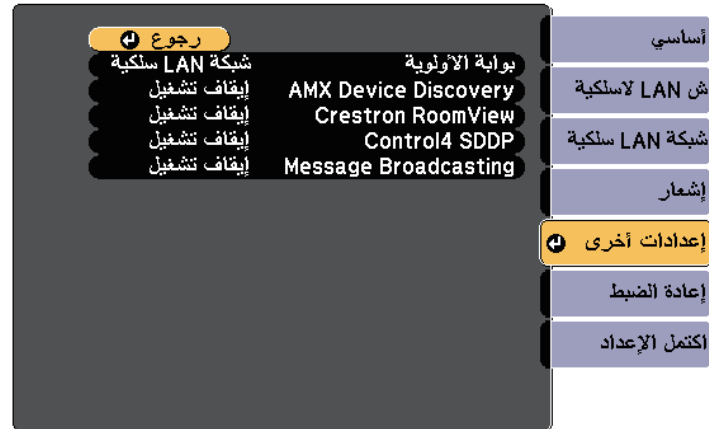 أساسي
ش LAN لاسلكية
شبكة LAN سلكية
إشعار
إعدادات أخرى
إعادة الضبط
اكتمل الإعداد
رجوع
بوابة الأولوية شبكة LAN سلكية
AMX Device Discovery إيقاف تشغيل
Crestron RoomView إيقاف تشغيل
Control4 SDDP إيقاف تشغيل
Message Broadcasting إيقاف تشغيل